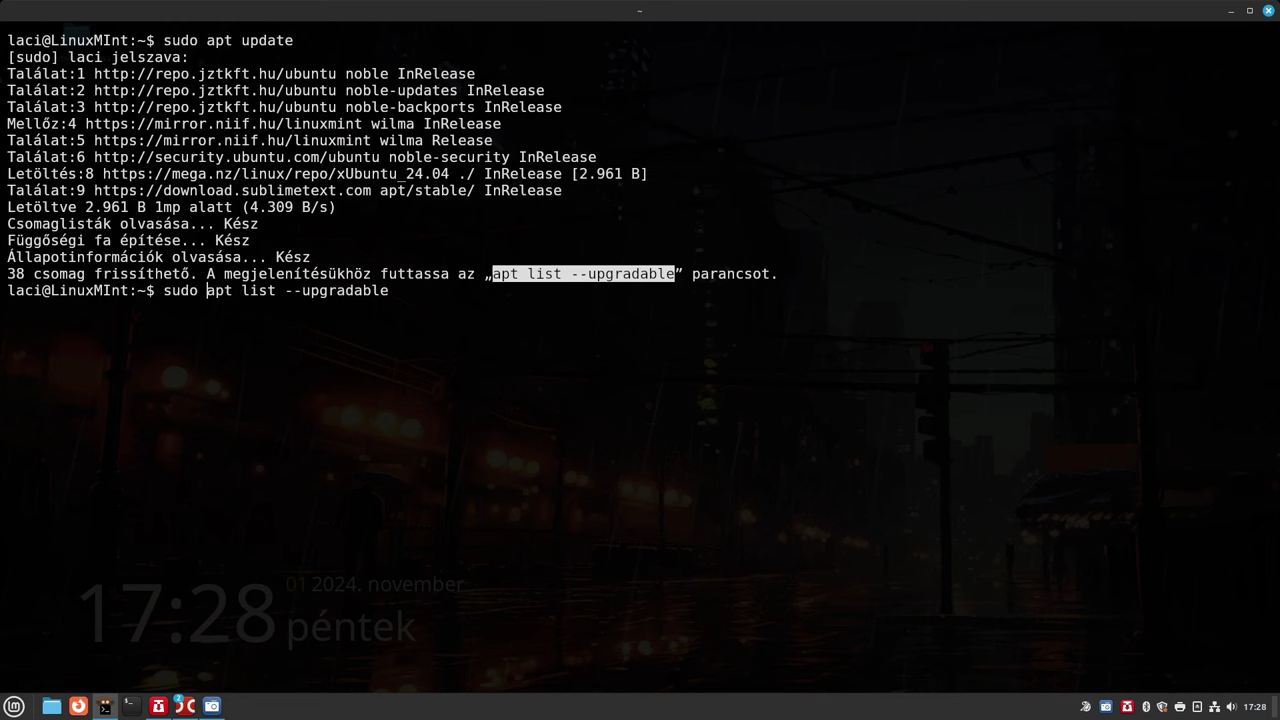 ~
laci@LinuxMInt:~$ sudo apt update
[sudo] laci jelszava:
Találat:1 http://repo.jztkft.hu/ubuntu noble InRelease
Találat:2 http://repo.jztkft.hu/ubuntu noble-updates InRelease
Találat:3 http://repo.jztkft.hu/ubuntu noble-backports InRelease
Mellőz:4 https://mirror.niif.hu/linuxmint wilma InRelease
Találat:5 https://mirror.niif.hu/linuxmint wilma Release
Találat:6 http://security.ubuntu.com/ubuntu noble-security InRelease
Letöltés:8 https://mega.nz/linux/repo/xUbuntu_24.04 ./ InRelease [2.961 B]
Találat:9 https://download.sublimetext.com apt/stable/ InRelease
Letöltve 2.961 B 1mp alatt (4.309 B/s)
Csomaglisták olvasása... Kész
Függőségi fa építése... Kész
Állapotinformációk olvasása... Kész
38 csomag frissíthető. A megjelenítésükhöz futtassa az „apt list --upgradable” parancsot.
laci@LinuxMInt:~$ sudo apt list --upgradable
17:28 01 2024. november
péntek
2
17:28